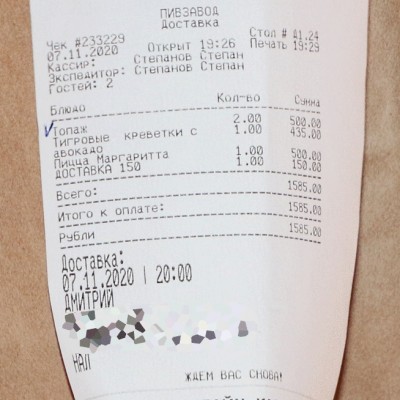 ПИВЗАВОД
Доставка
Чек #233229 Стол # А1.24
07.11.2020 Открыт 19:26 Печать 19:29
Кассир: Степанов Степан
Экспедитор: Степанов Степан
Гостей: 2
Блюдо Кол-во Сумма
Топаж 2.00 500.00
Тигровые креветки с 1.00 435.00
авокадо
Пицца Маргаритта 1.00 500.00
ДОСТАВКА 150 1.00 150.00
Всего: 1585.00
Итого к оплате: 1585.00
Рубли 1585.00
Доставка:
07.11.2020 | 20:00
ДМИТРИЙ
НАЛ
ЖДЕМ ВАС СНОВА!